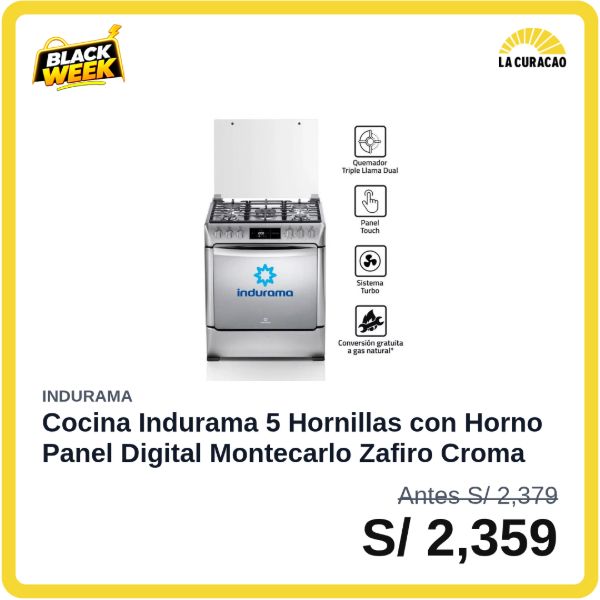 BLACK
WEEK
LA CURACAO
Quemador
Triple Llama Dual
Panel
Touch
Sistema
Turbo
Conversión gratuita
a gas natural*
indurama
INDURAMA
Cocina Indurama 5 Hornillas con Horno
Panel Digital Montecarlo Zafiro Croma
Antes S/ 2,379
S/ 2,359